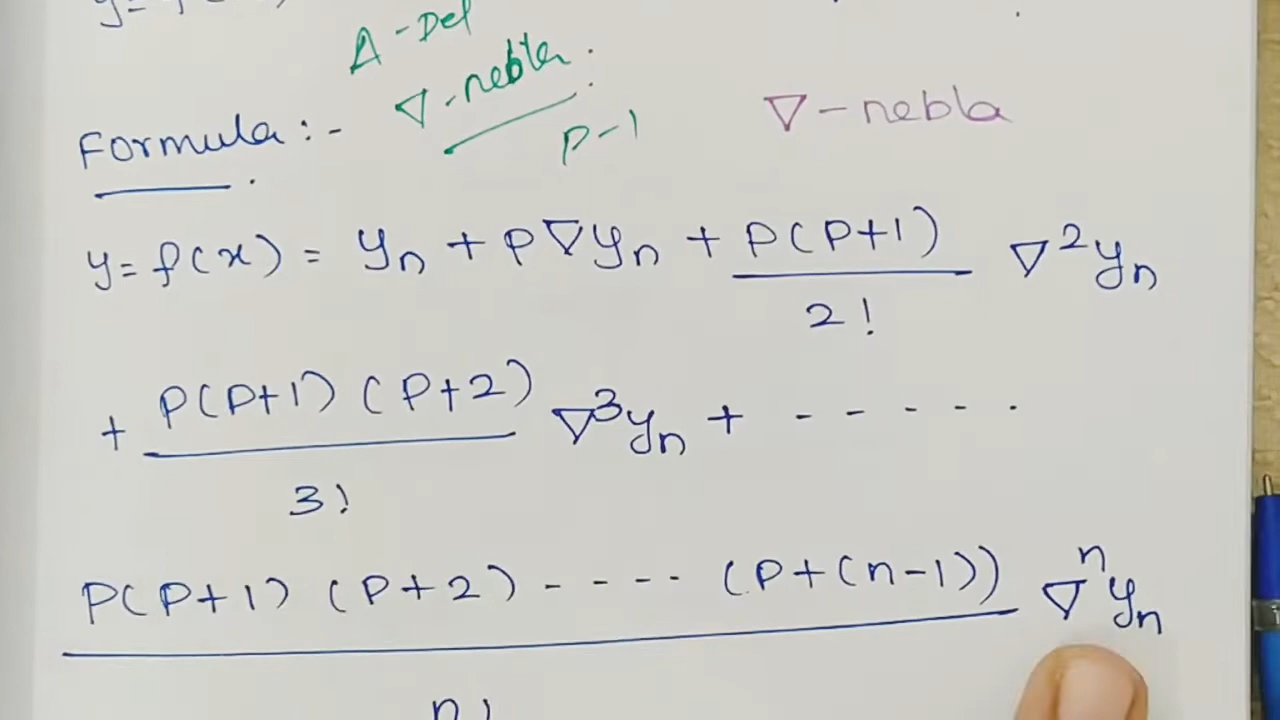 Δ - Del
∇ - nebla
∇ - nebla
P-1
Formula :-
y = f(x) = yn + P∇yn + P(P+1)/2! ∇²yn
+ P(P+1)(P+2)/3! ∇³yn + - - - - - .
P(P+1)(P+2) - - - - (P+(n-1))/n! ∇ⁿyn